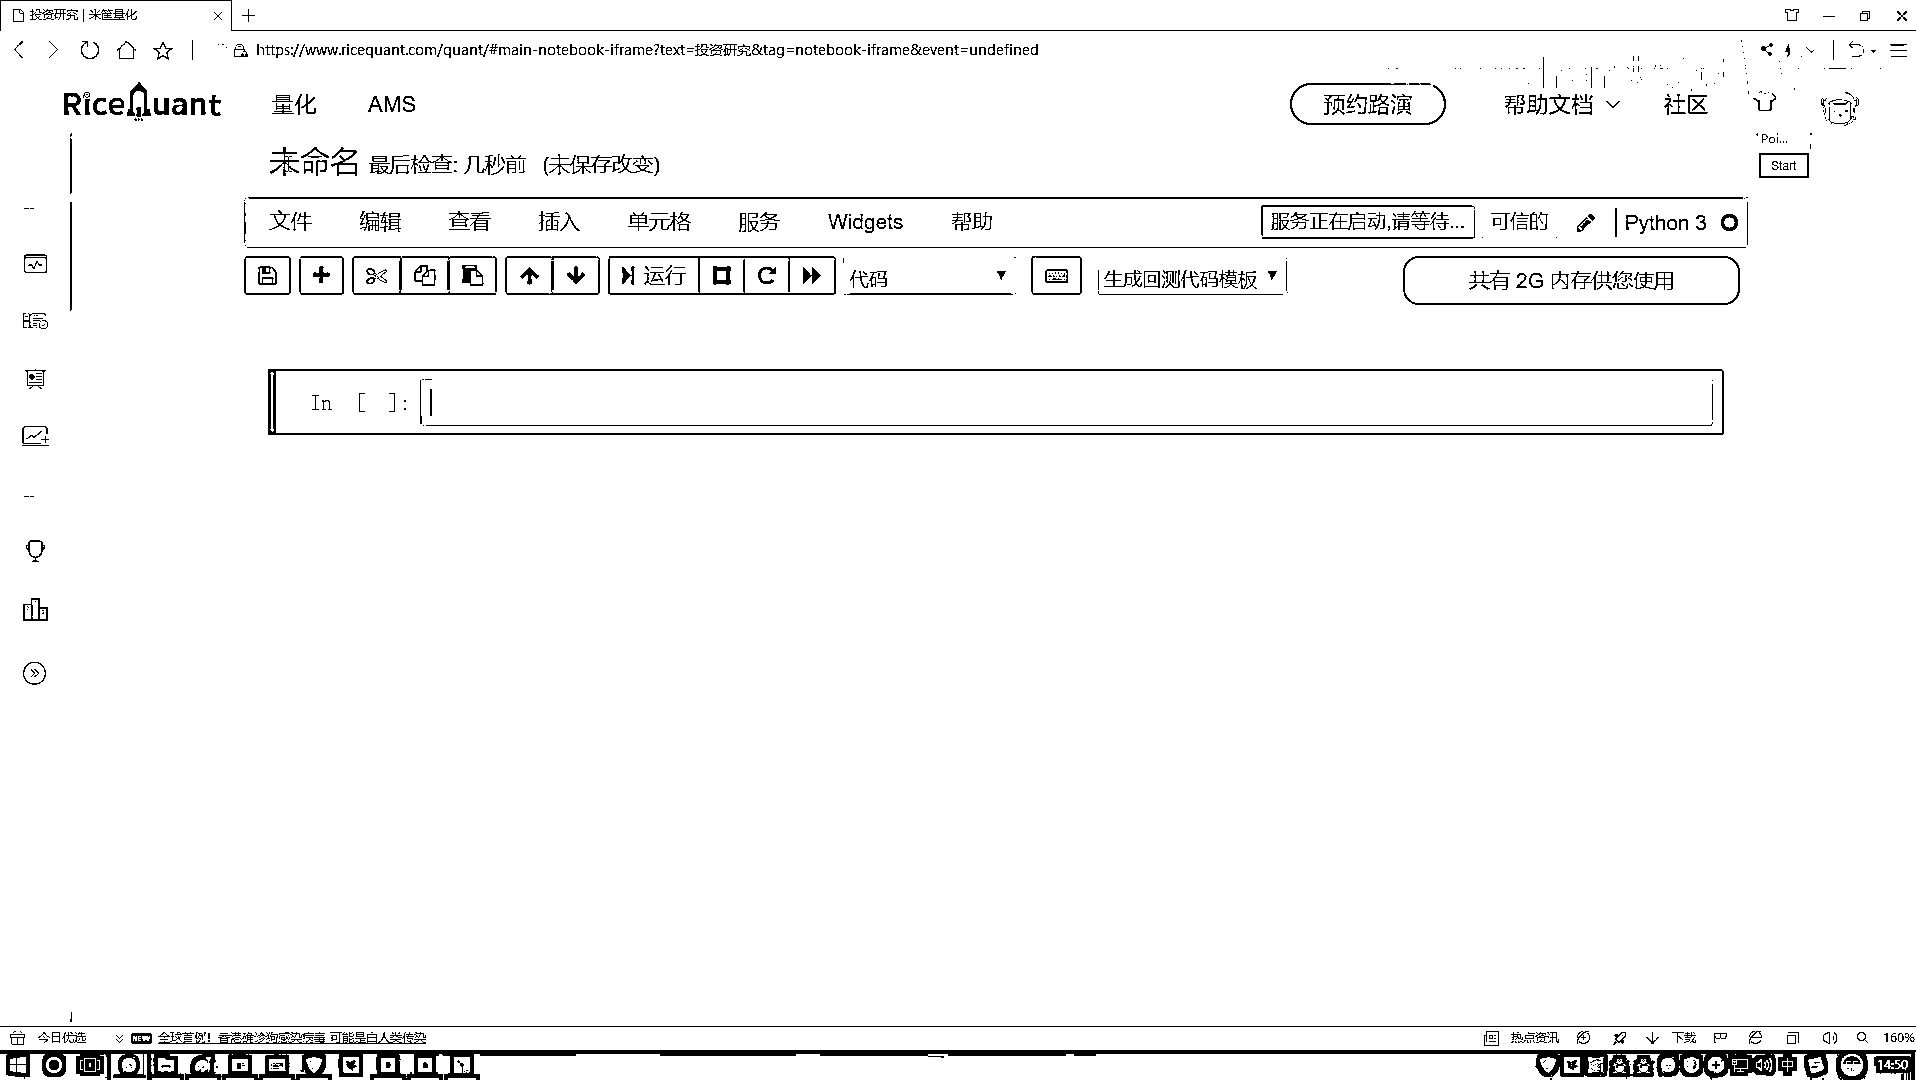 投资研究 | 米筐量化
https://www.ricequant.com/quant/#main-notebook-iframe?text=投资研究&tag=notebook-iframe&event=undefined
RiceQuant 量化 AMS 预约路演 帮助文档 社区
Poi...
Start
未命名 最后检查: 几秒前 (未保存改变)
文件 编辑 查看 插入 单元格 服务 Widgets 帮助 服务正在启动,请等待... 可信的 Python 3
运行 代码 生成回测代码模板 共有 2G 内存供您使用
In [ ]:
今日优选 NEW 全球首例！香港确诊狗感染病毒 可能是白人类传染 热点资讯 下载 160%
中 14:50